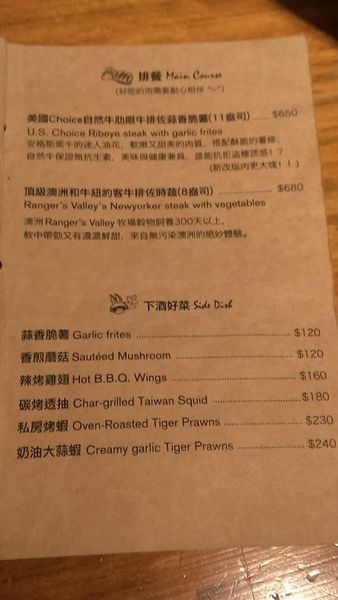 排餐 Main Course
(好吃的肉需要耐心相伴 ^~^)
美國Choice自然牛肋眼牛排佐蒜香脆薯(11盎司) $650
U.S. Choice Ribeye steak with garlic frites
安格斯黑牛的迷人油花,軟嫩又甜美的肉質,搭配酥脆的薯條;
自然牛保證無抗生素,美味與健康兼具,誰能抗拒這種誘惑!?
(新改版肉更大塊!!)
頂級澳洲和牛紐約客牛排佐時蔬(8盎司) $680
Ranger's Valley's Newyorker steak with vegetables
澳洲Ranger's Valley 牧場穀物飼養300天以上,
軟中帶勁又有濃濃鮮甜,來自無污染澳洲的絕妙體驗。
下酒好菜 Side Dish
蒜香脆薯 Garlic frites $120
香煎蘑菇 Sautéed Mushroom $120
辣烤雞翅 Hot B.B.Q. Wings $160
碳烤透抽 Char-grilled Taiwan Squid $180
私房烤蝦 Oven-Roasted Tiger Prawns $230
奶油大蒜蝦 Creamy garlic Tiger Prawns $240